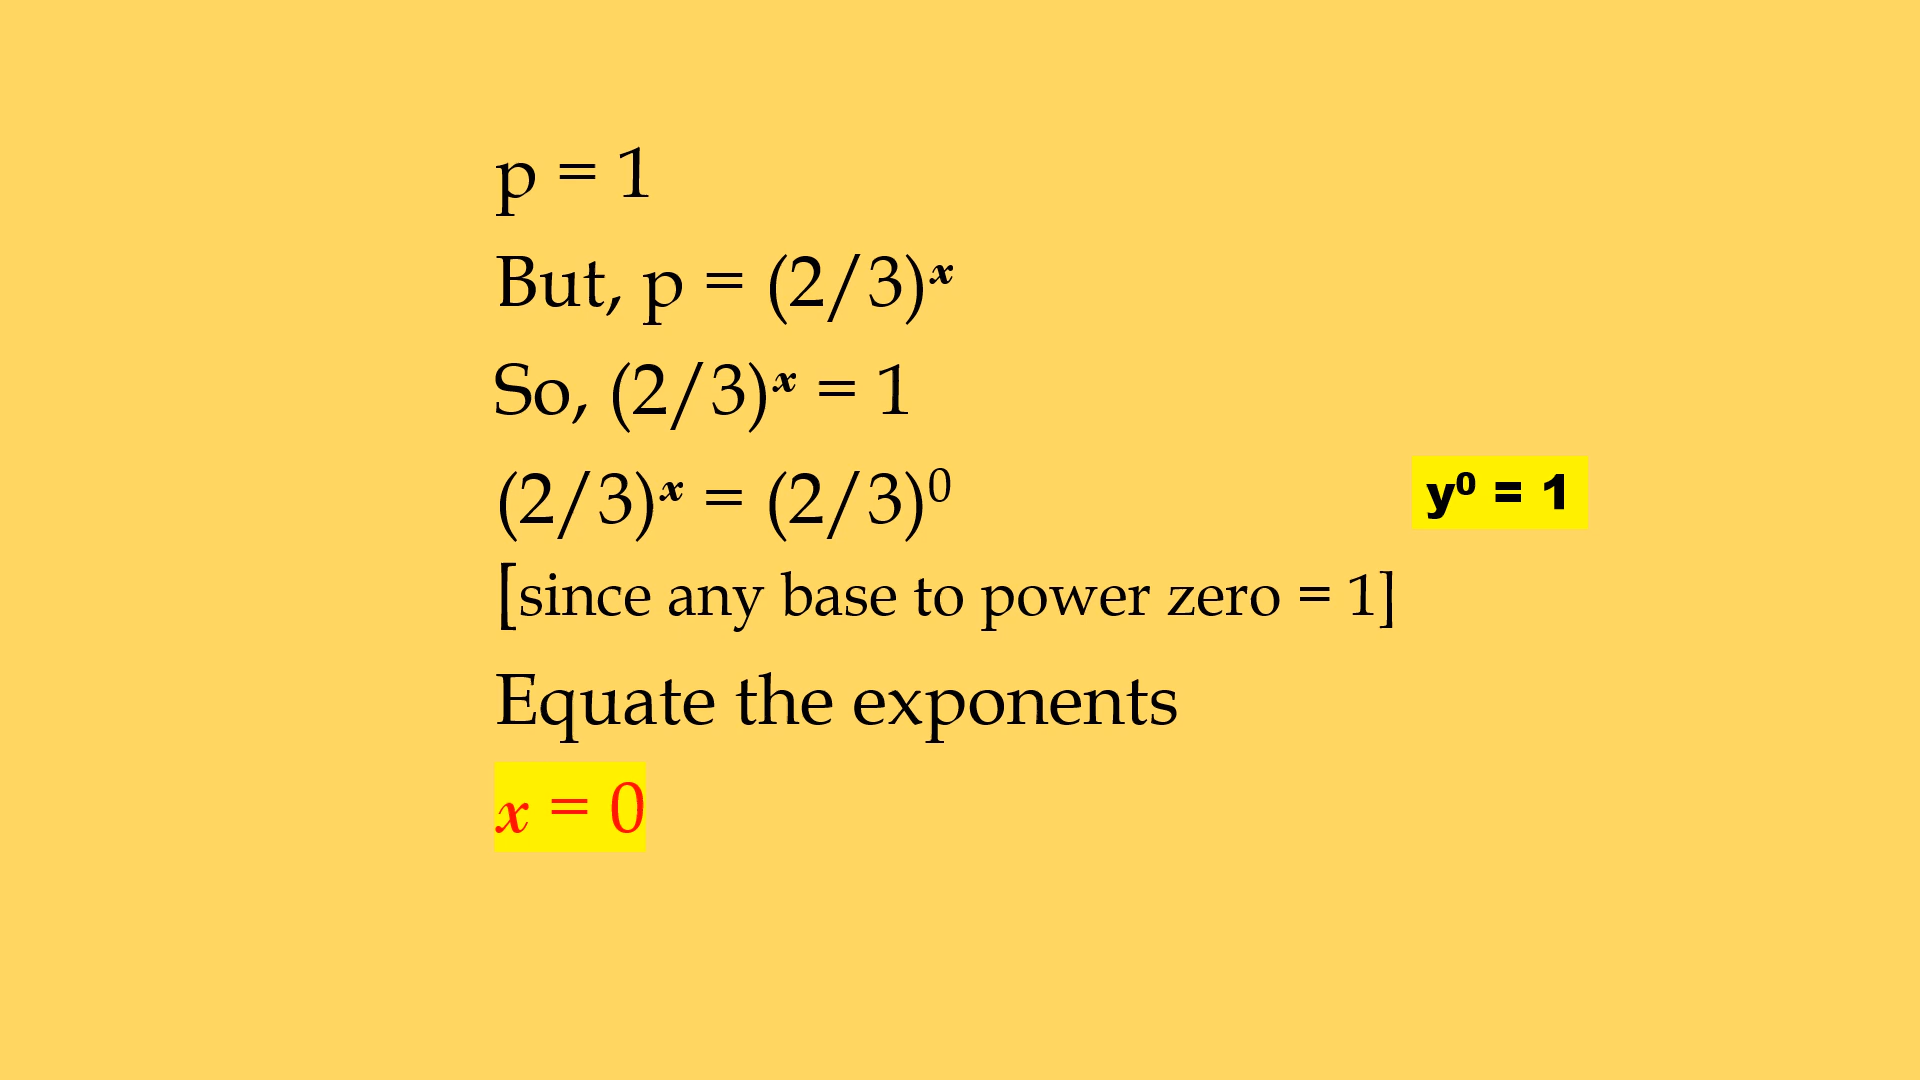 p = 1
But, p = (2/3)ˣ
So, (2/3)ˣ = 1
(2/3)ˣ = (2/3)⁰
y⁰ = 1
[since any base to power zero = 1]
Equate the exponents
x = 0